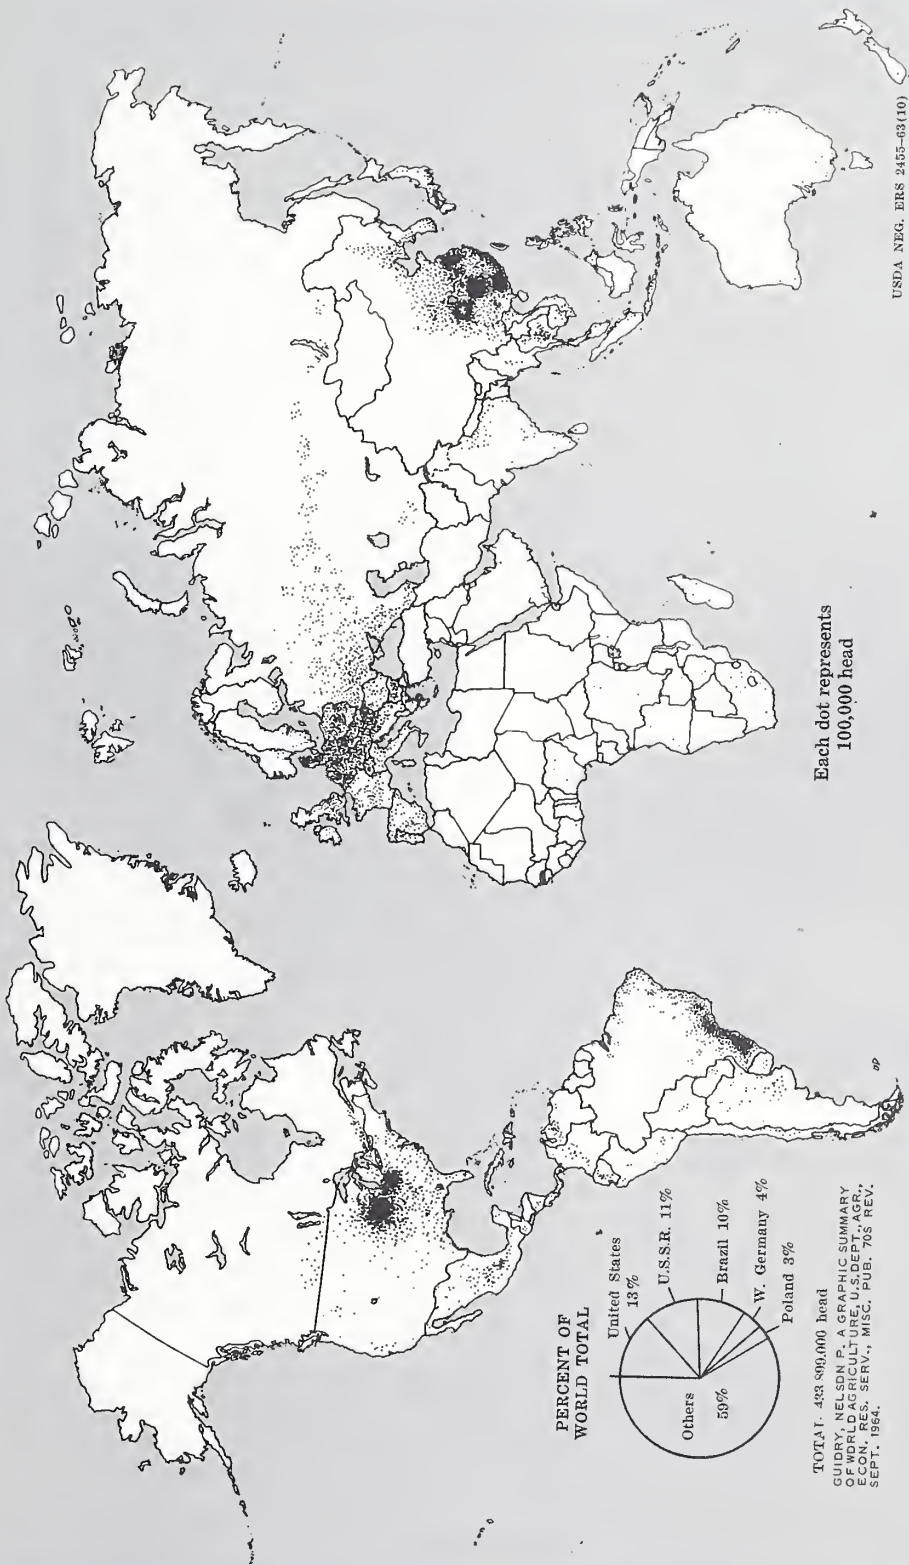 PERCENT OF
WORLD TOTAL
United States
13%
U.S.S.R. 11%
Brazil 10%
W. Germany 4%
Poland 3%
Others
59%
TOTAL. 433,899,000 head
GUIDRY, NELSON P. A GRAPHIC SUMMARY
OF WORLD AGRICULTURE, U.S. DEPT., AGR.,
ECON. RES. SERV., MISC. PUB. 705 REV.
SEPT. 1964.
Each dot represents
100,000 head
USDA NEG. ERS 2455-63(10)